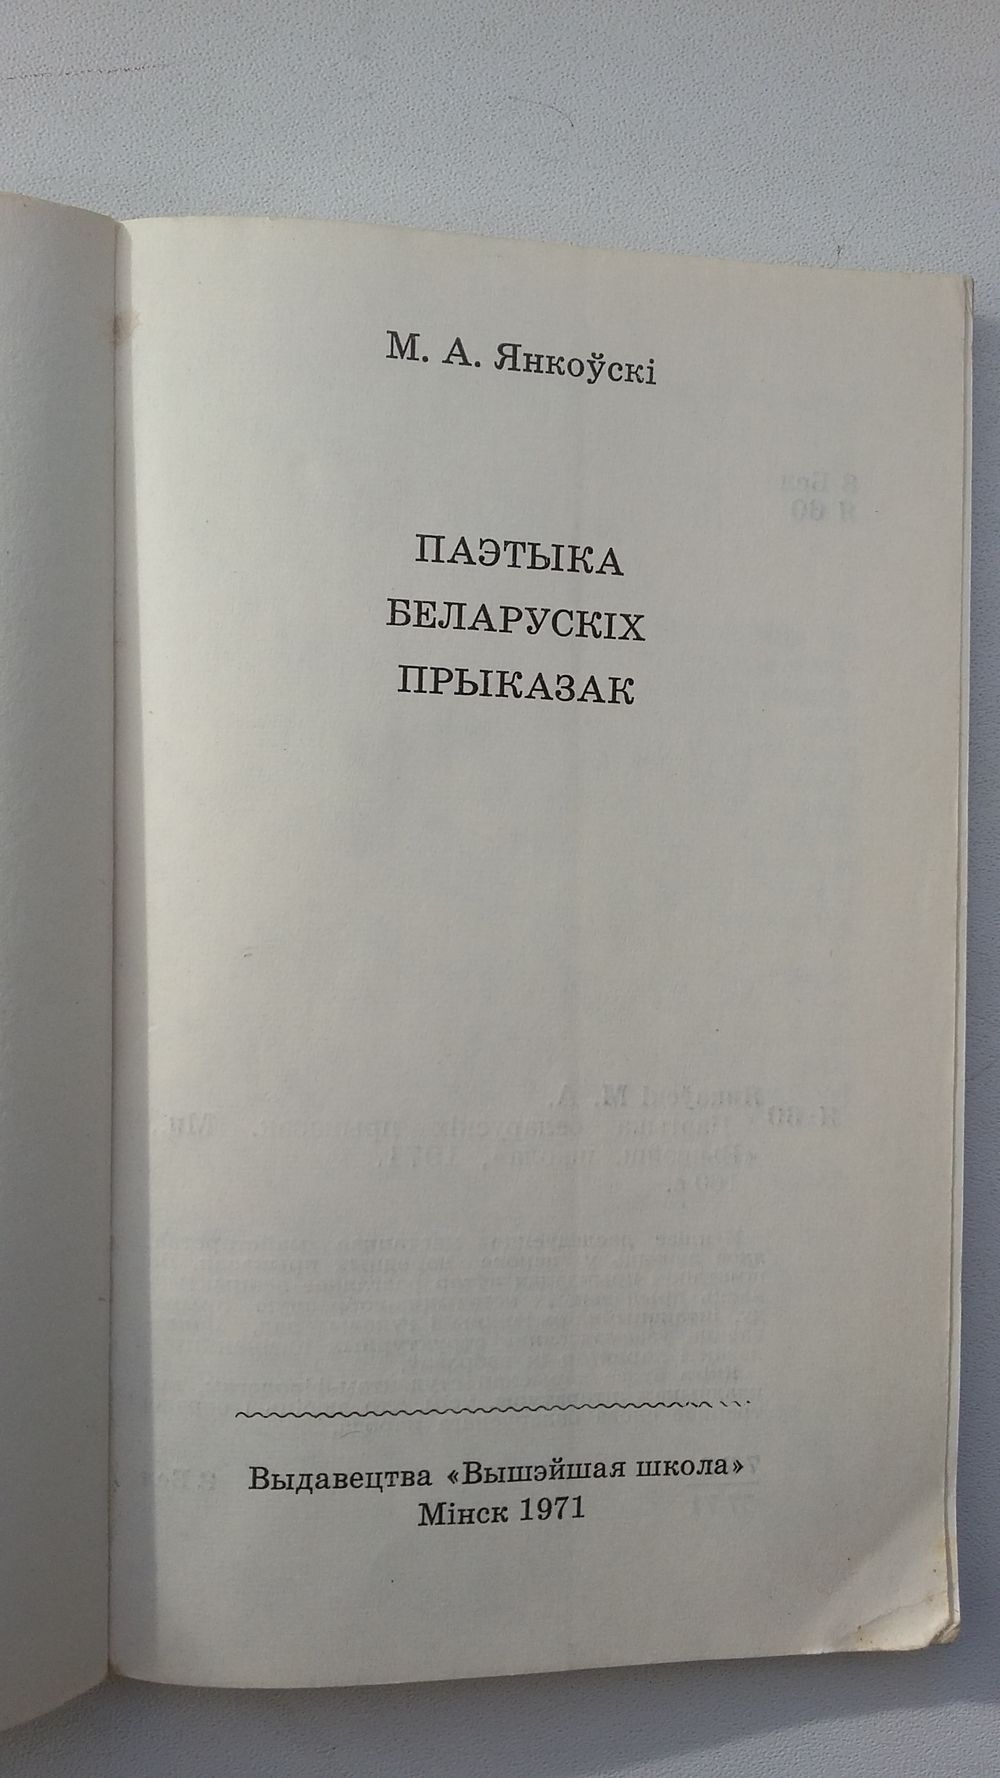 М. А. Янкоўскі
ПАЭТЫКА
БЕЛАРУСКІХ
ПРЫКАЗАК
Выдавецтва «Вышэйшая школа»
Мінск 1971